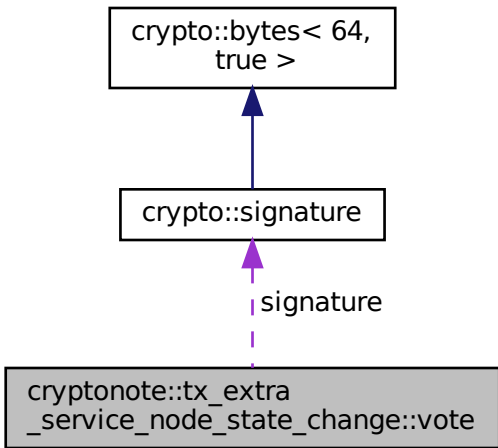 crypto::bytes< 64,
true >
crypto::signature
signature
cryptonote::tx_extra
_service_node_state_change::vote